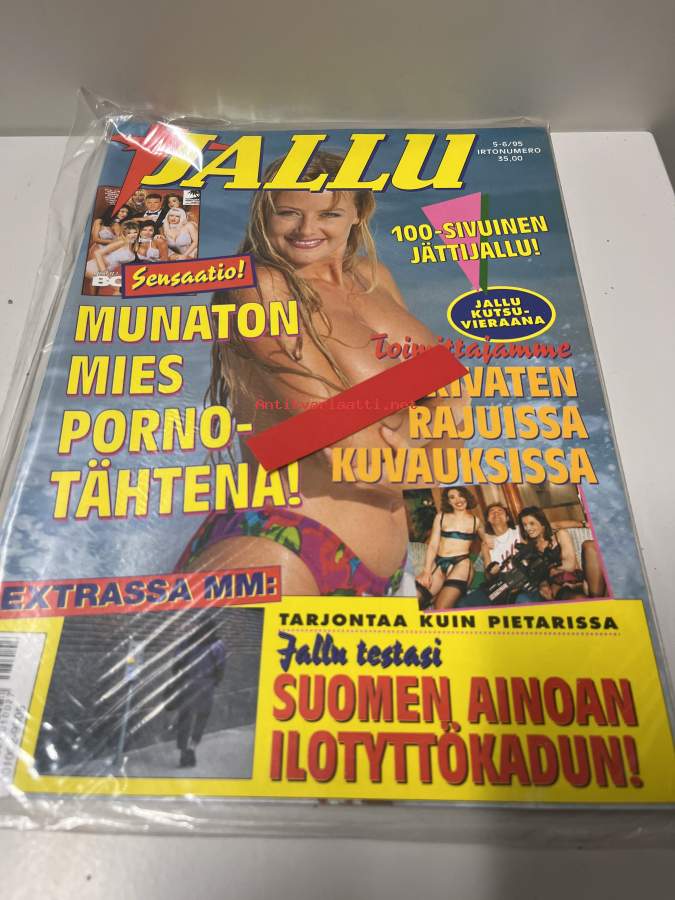 JALLU
5-6/95
IRTONUMERO
35,00
100-SIVUINEN
JÄTTIJALLU!
Sensaatio!
JALLU
KUTSU-
VIERAANA
MUNATON
MIES
PORNO-
TÄHTENÄ!
Toimittajamme
RAJUISSA
KUVAUKSISSA
Antikvariaatti.net
EXTRASSA MM:
TARJONTAA KUIN PIETARISSA
Jallu testasi
SUOMEN AINOAN
ILOTYTTÖKADUN!